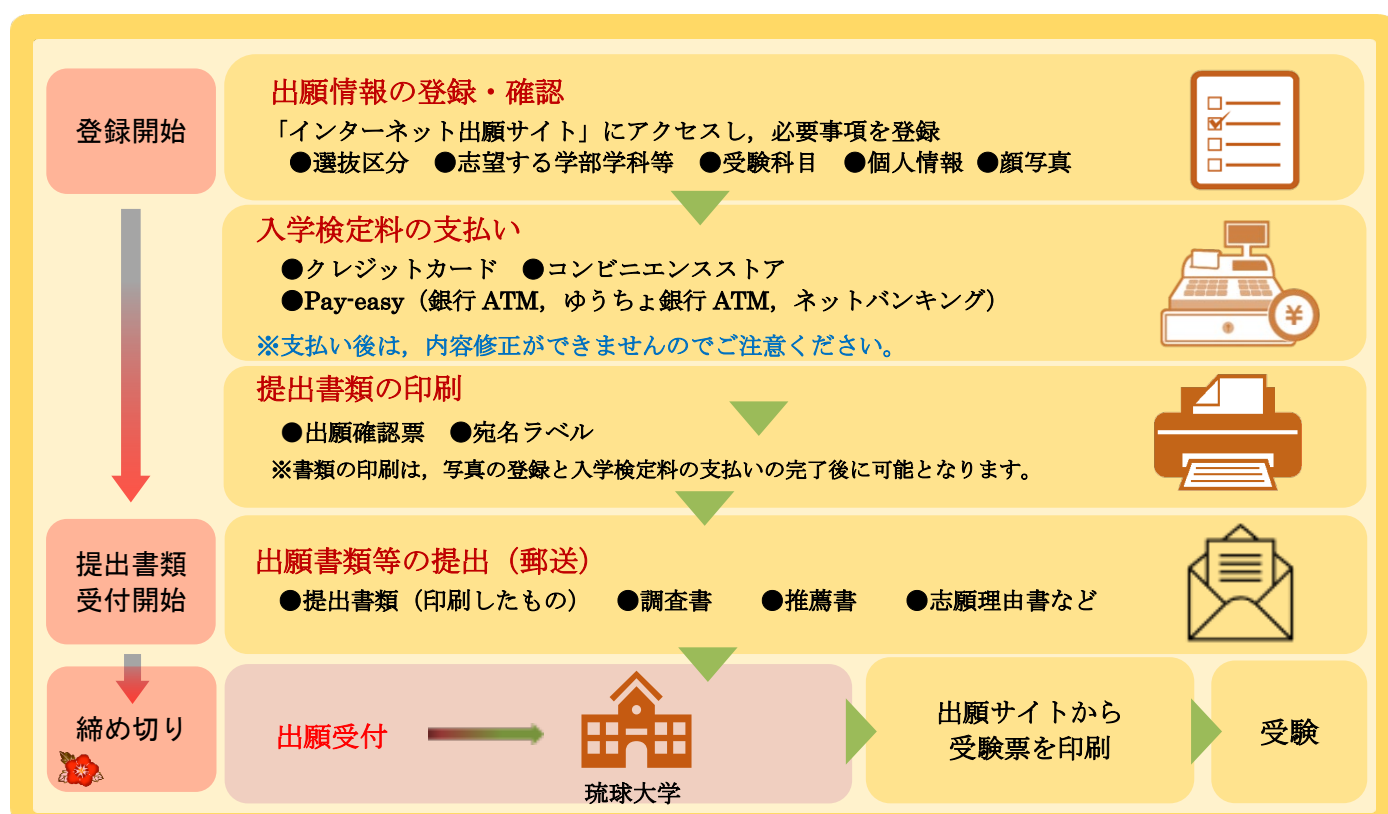 登録開始
出願情報の登録・確認
「インターネット出願サイト」にアクセスし，必要事項を登録
●選抜区分　●志望する学部学科等　●受験科目　●個人情報　●顔写真
入学検定料の支払い
●クレジットカード　●コンビニエンスストア
●Pay-easy（銀行 ATM，ゆうちょ銀行 ATM，ネットバンキング）
※支払い後は，内容修正ができませんのでご注意ください。
提出書類の印刷
●出願確認票　●宛名ラベル
※書類の印刷は，写真の登録と入学検定料の支払いの完了後に可能となります。
提出書類
受付開始
出願書類等の提出（郵送）
●提出書類（印刷したもの）　●調査書　●推薦書　●志願理由書など
締め切り
出願受付
琉球大学
出願サイトから
受験票を印刷
受験
¥